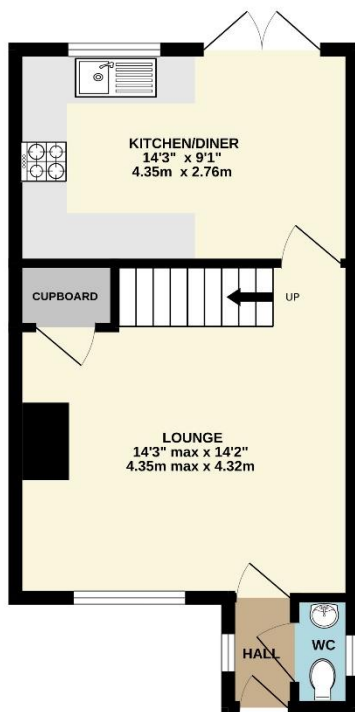 KITCHEN/DINER
14'3" x 9'1"
4.35m x 2.76m
CUPBOARD
UP
LOUNGE
14'3" max x 14'2"
4.35m max x 4.32m
HALL
WC